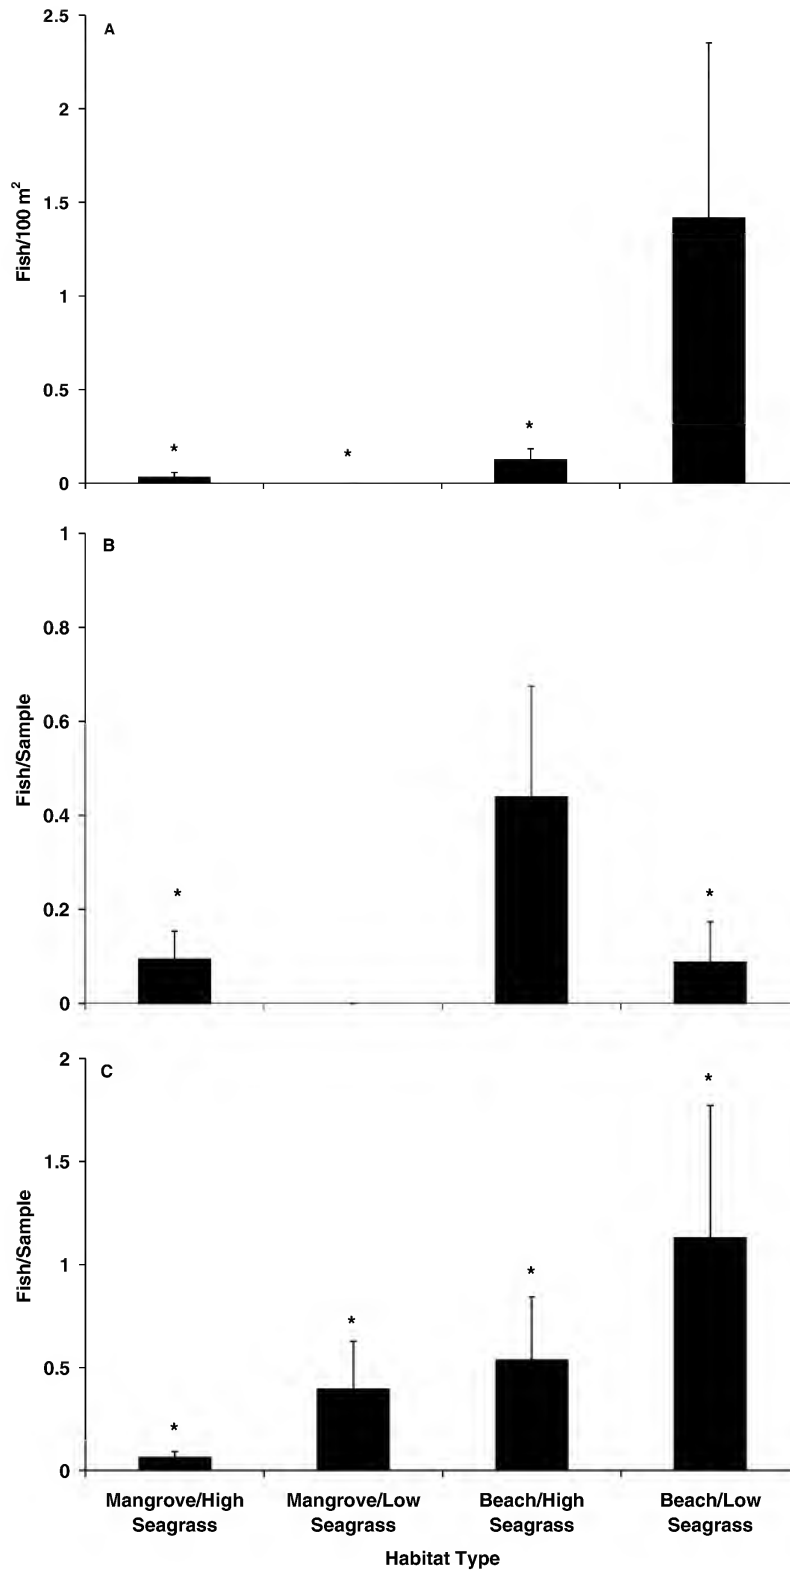 A
2.5
2
1.5
1
0.5
0
Fish/100 m²
*
*
*
B
1
0.8
0.6
0.4
0.2
0
Fish/Sample
*
*
C
2
1.5
1
0.5
0
Fish/Sample
*
*
*
*
Mangrove/High
Seagrass
Mangrove/Low
Seagrass
Beach/High
Seagrass
Beach/Low
Seagrass
Habitat Type